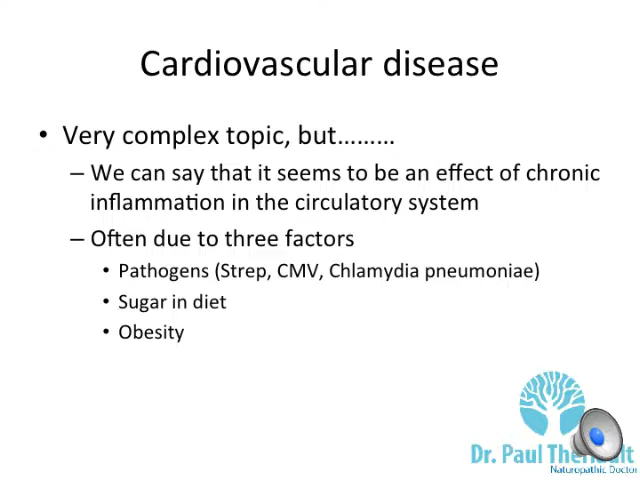 Cardiovascular disease
• Very complex topic, but………
– We can say that it seems to be an effect of chronic
inflammation in the circulatory system
– Often due to three factors
• Pathogens (Strep, CMV, Chlamydia pneumoniae)
• Sugar in diet
• Obesity
Dr. Paul Theriault
Naturopathic Doctor